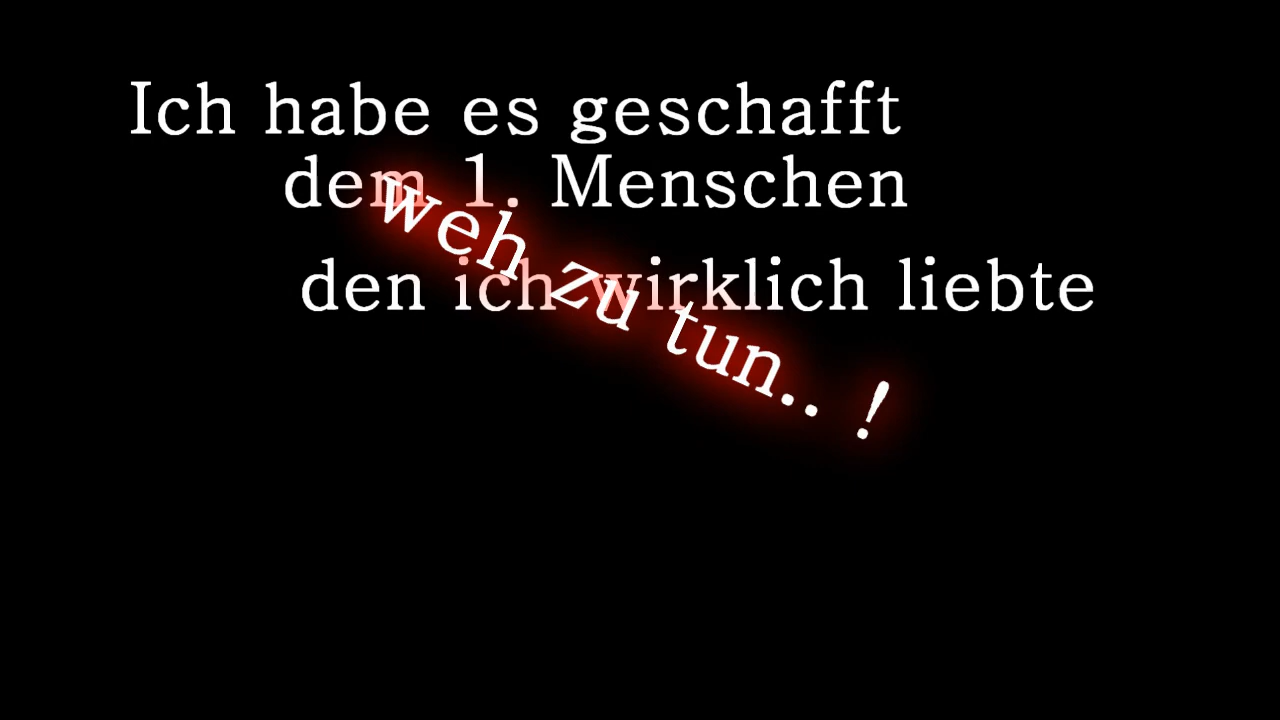 Ich habe es geschafft
dem 1. Menschen
den ich wirklich liebte
weh zu tun.. !